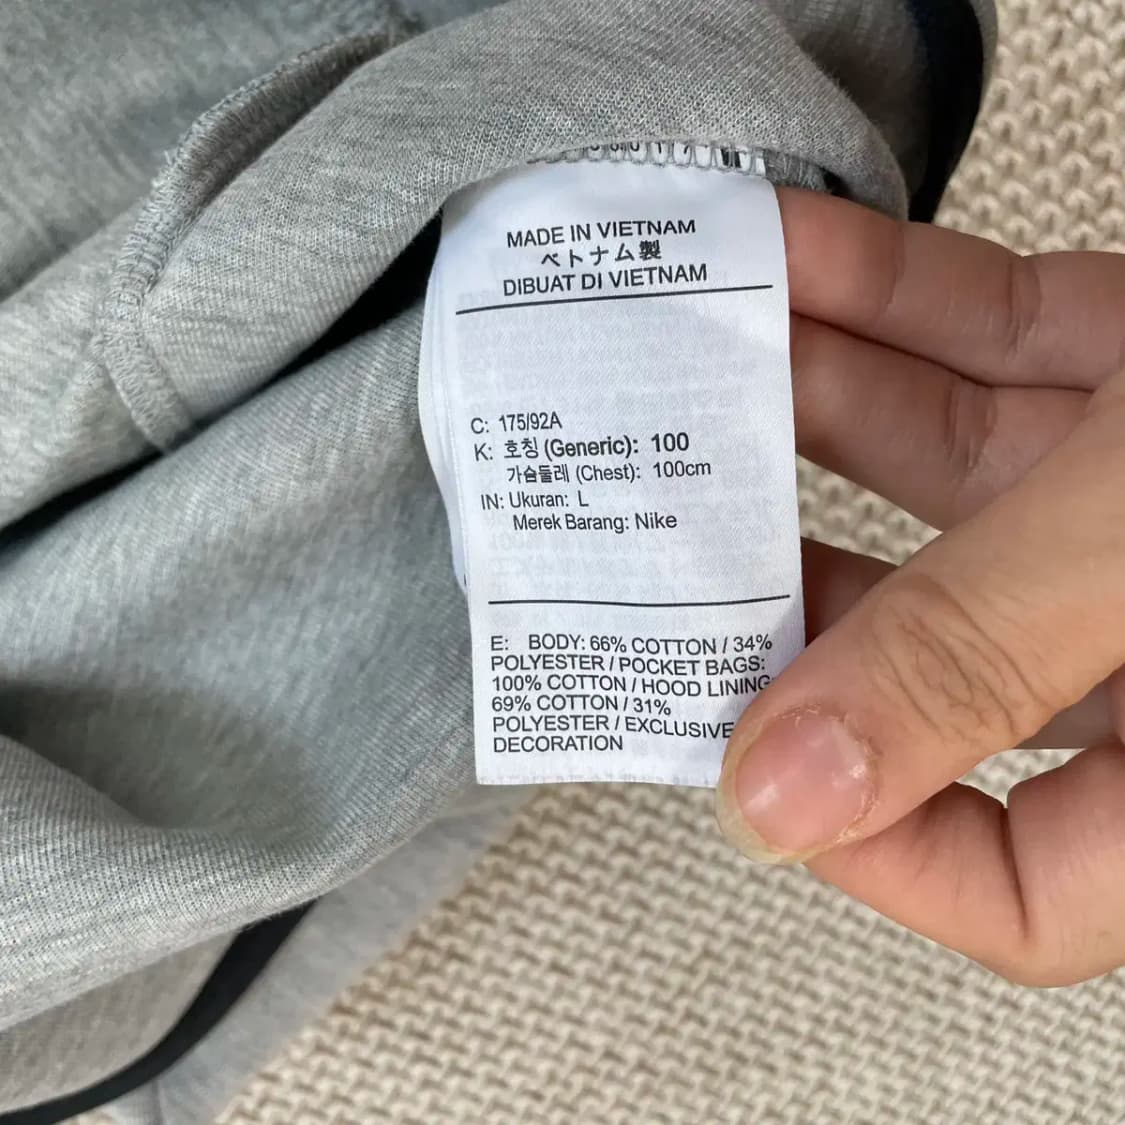 MADE IN VIETNAM
ベトナム製
DIBUAT DI VIETNAM
C: 175/92A
K: 호칭 (Generic): 100
가슴둘레 (Chest): 100cm
IN: Ukuran: L
Merek Barang: Nike
E: BODY: 66% COTTON / 34%
POLYESTER / POCKET BAGS:
100% COTTON / HOOD LINING:
69% COTTON / 31%
POLYESTER / EXCLUSIVE
DECORATION